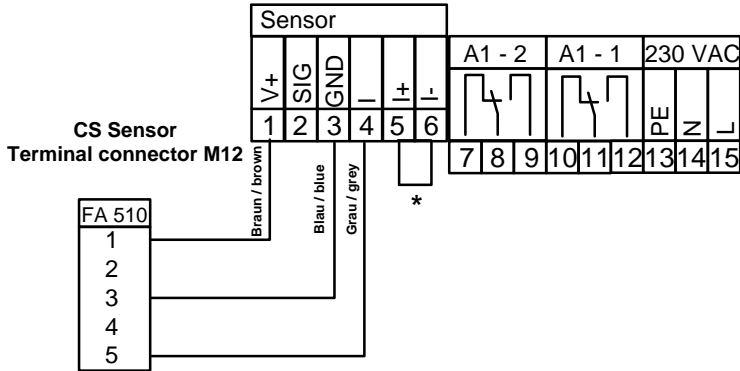 Sensor
V+ SIG GND I I+ I-
A1 - 2 A1 - 1 230 VAC
PE N L
1 2 3 4 5 6
7 8 9 10 11 12 13 14 15
CS Sensor
Terminal connector M12
Braun / brown
Blau / blue
Grau / grey
*
FA 510
1
2
3
4
5